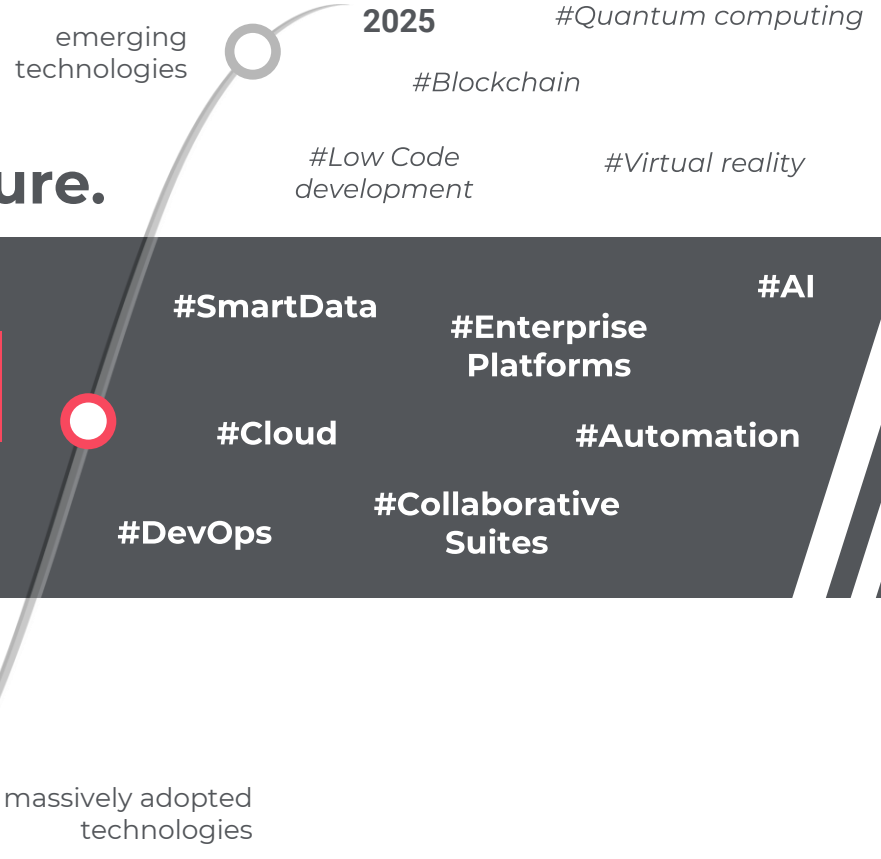 2025
#Quantum computing
emerging
technologies
#Blockchain
#Low Code
development
#Virtual reality
ure.
#AI
#SmartData
#Enterprise
Platforms
#Cloud
#Automation
#Collaborative
Suites
#DevOps
massively adopted
technologies